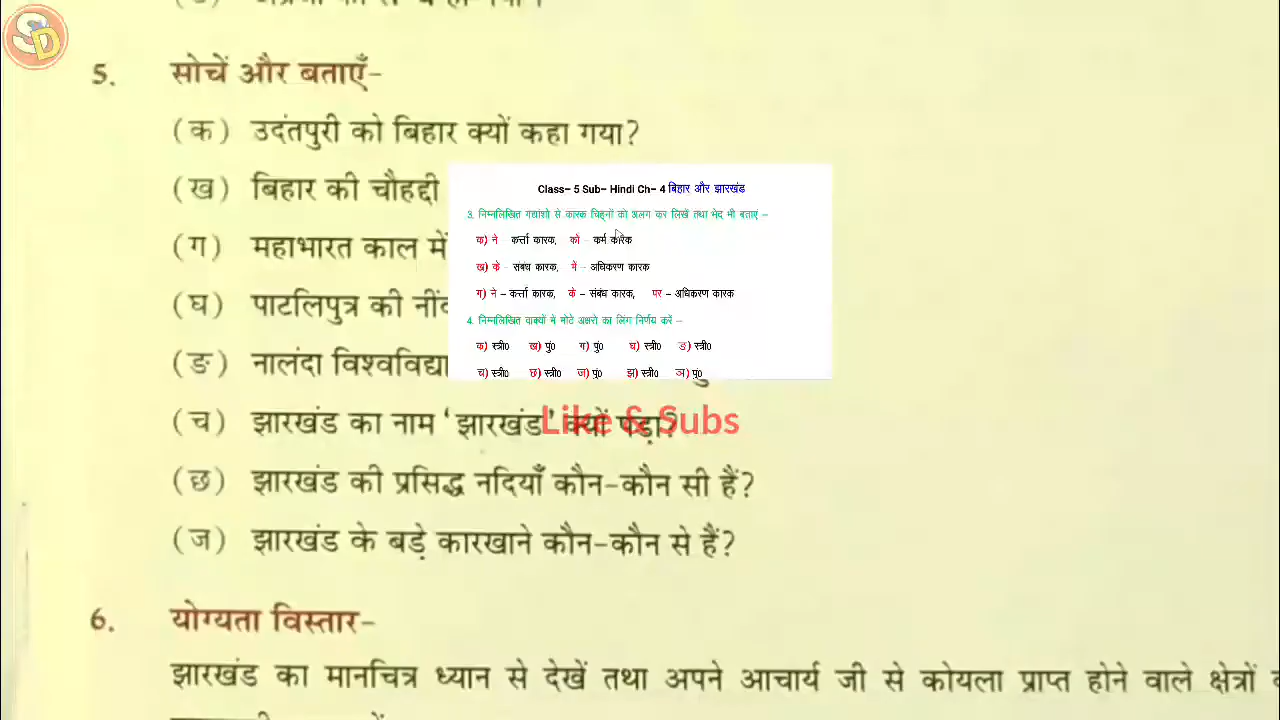 SD
5. सोचें और बताएँ-
(क) उदंतपुरी को बिहार क्यों कहा गया?
(ख) बिहार की चौहद्दी
(ग) महाभारत काल में
(घ) पाटलिपुत्र की नींव
(ङ) नालंदा
(च) झारखंड का नाम 'झारखंड' क्यों पड़ा?
(छ) झारखंड की प्रसिद्ध नदियाँ कौन-कौन सी हैं?
(ज) झारखंड के बड़े कारखाने कौन-कौन से हैं?
6. योग्यता विस्तार-
झारखंड का मानचित्र ध्यान से देखें तथा अपने आचार्य जी से कोयला प्राप्त होने वाले क्षेत्रों
Class- 5 Sub- Hindi Ch- 4 बिहार और झारखंड
3. निम्नलिखित गद्यांशो से कारक चिह्नों को अलग कर लिखें तथा भेद भी बताएं -
क) ने - कर्त्ता कारक, को - कर्म कारक
ख) के - संबंध कारक, में - अधिकरण कारक
ग) ने - कर्त्ता कारक, के - संबंध कारक, पर - अधिकरण कारक
4. निम्नलिखित वाक्यों मे मोटे अक्षरो का लिंग निर्णय करें -
क) स्त्री0 ख) पुं0 ग) पुं0 घ) स्त्री0 ङ) स्त्री0
च) स्त्री0 छ) स्त्री0 ज) पुं0 झ) स्त्री0 ञ) पुं0
Like & Subs